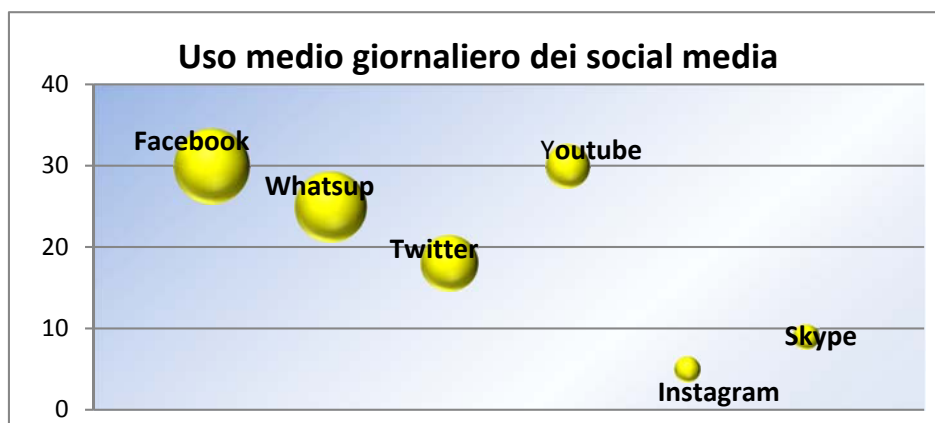 Uso medio giornaliero dei social media
40
30
20
10
0
Facebook
Whatsup
Twitter
Youtube
Instagram
Skype